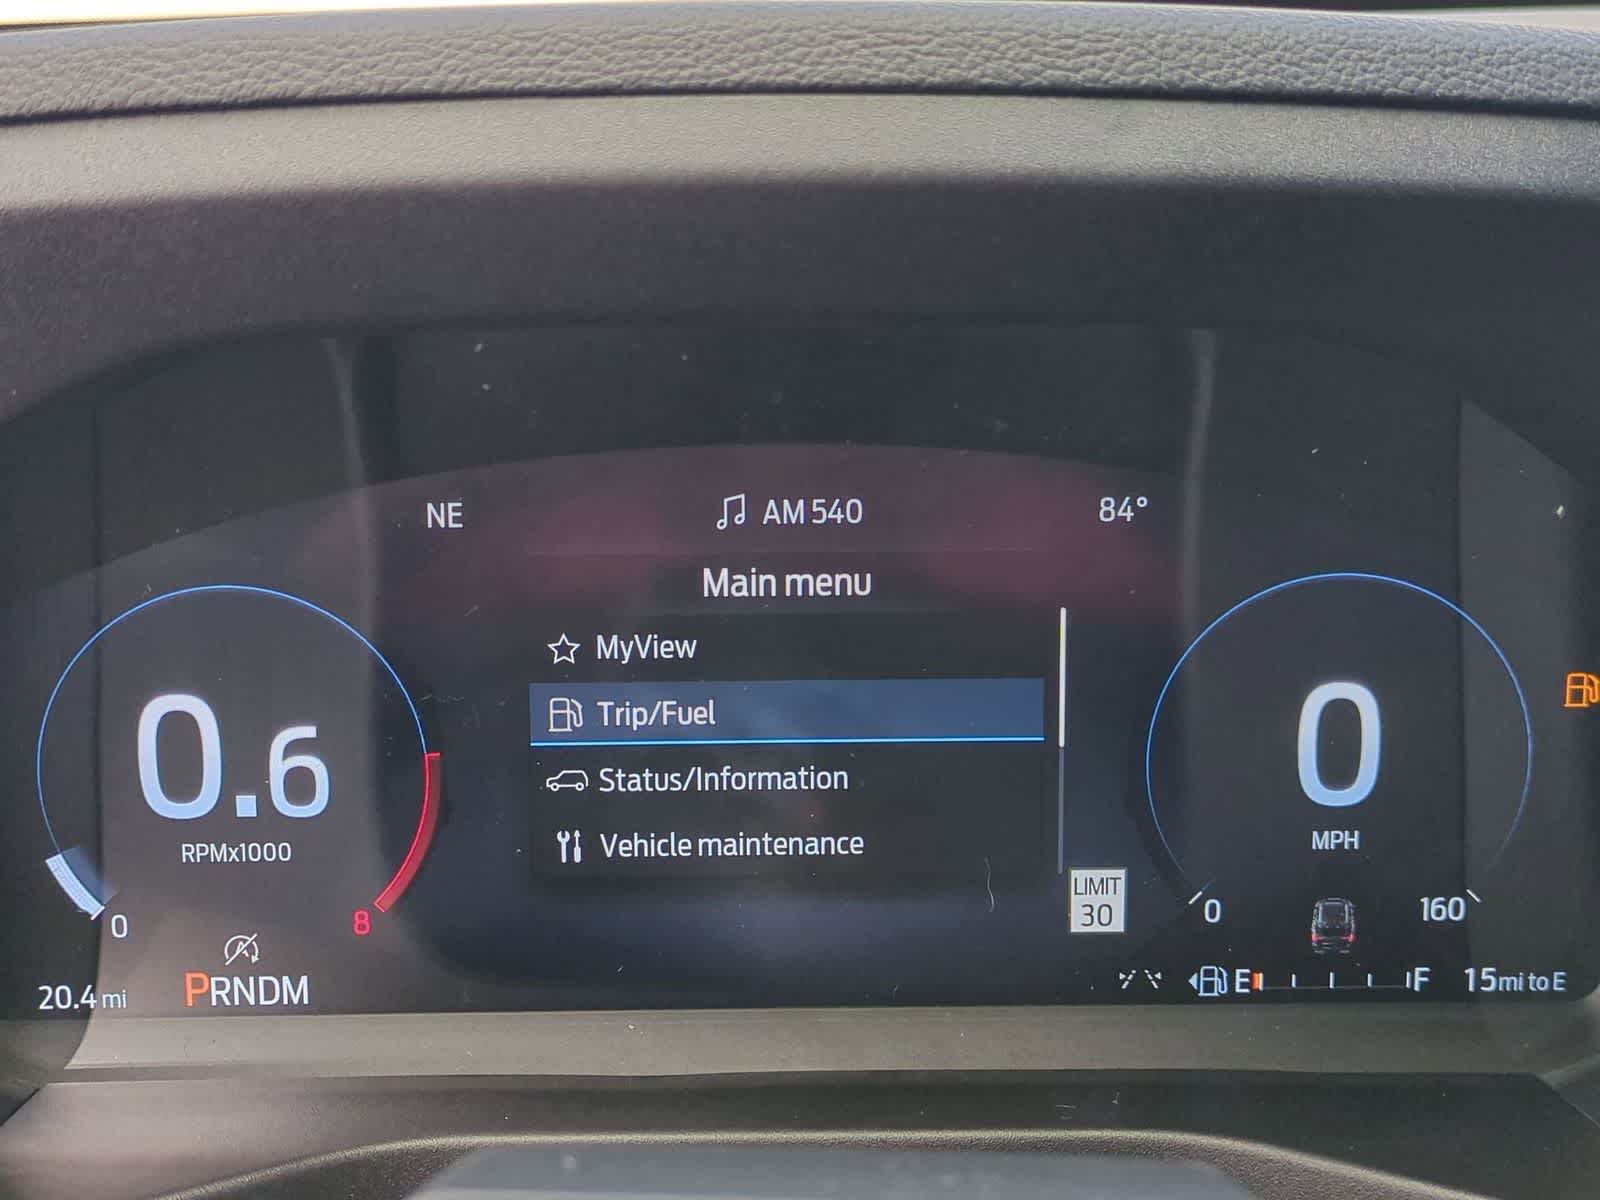 NE
AM 540
84°
Main menu
MyView
Trip/Fuel
Status/Information
Vehicle maintenance
0.6
RPMx1000
0
8
20.4 mi
PRNDM
LIMIT
30
0
MPH
0
160
E
F
15 mi to E